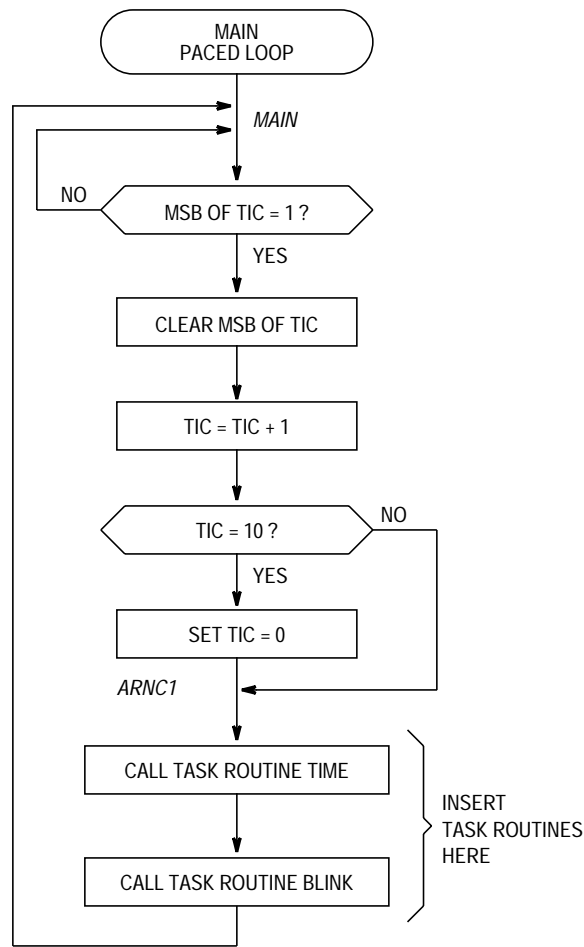 MAIN
PACED LOOP
MAIN
NO
MSB OF TIC = 1 ?
YES
CLEAR MSB OF TIC
TIC = TIC + 1
TIC = 10 ?
NO
YES
SET TIC = 0
ARNC1
CALL TASK ROUTINE TIME
INSERT
TASK ROUTINES
HERE
CALL TASK ROUTINE BLINK